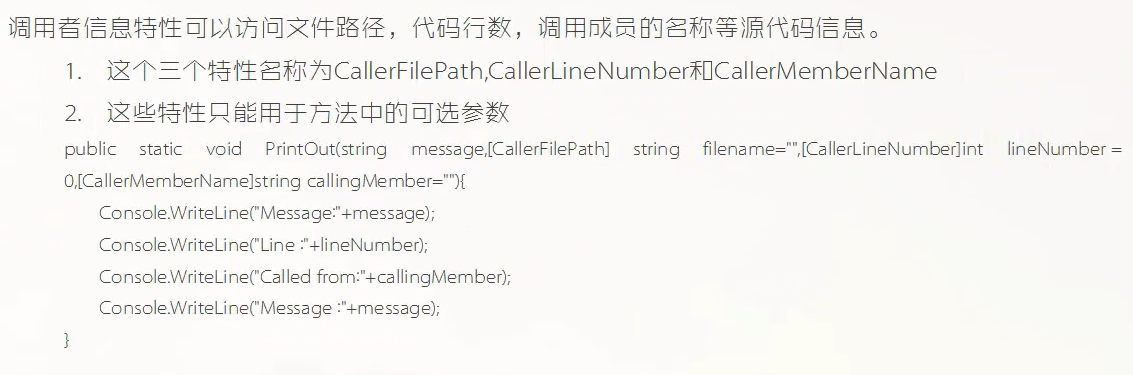 调用者信息特性可以访问文件路径，代码行数，调用成员的名称等源代码信息。
1. 这个三个特性名称为CallerFilePath,CallerLineNumber和CallerMemberName
2. 这些特性只能用于方法中的可选参数
public static void PrintOut(string message,[CallerFilePath] string filename="",[CallerLineNumber]int lineNumber =
0,[CallerMemberName]string callingMember=""){
Console.WriteLine("Message:"+message);
Console.WriteLine("Line :"+lineNumber);
Console.WriteLine("Called from:"+callingMember);
Console.WriteLine("Message :"+message);
}